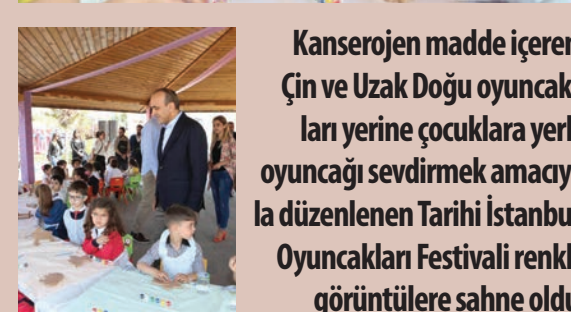 Kanserojen madde içeren
Çin ve Uzak Doğu oyuncak
ları yerine çocuklara yerl
oyuncağı sevdirmek amacıy
la düzenlenen Tarihi İstanbu
Oyuncakları Festivali renkl
görüntülere sahne oldu